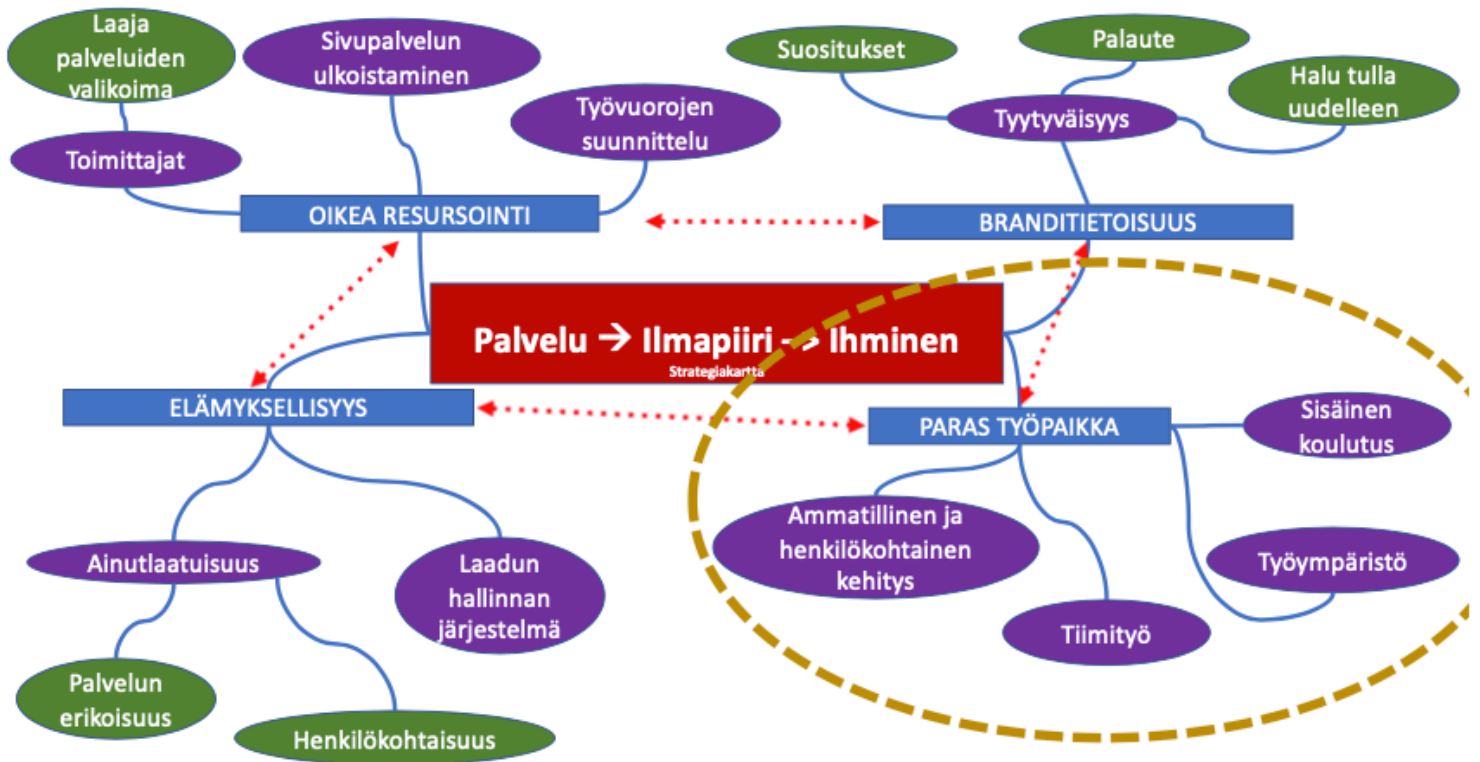 Laaja
palveluiden
valikoima
Sivupalvelun
ulkoistaminen
Toimittajat
Työvuorojen
suunnittelu
OIKEA RESURSOINTI
Suositukset
Palaute
Halu tulla
uudelleen
Tyytyväisyys
BRANDITIETOISUUS
Palvelu → Ilmapiiri --> Ihminen
Strategiakartta
ELÄMYKSELLISYYS
Ainutlaatuisuus
Laadun
hallinnan
järjestelmä
Palvelun
erikoisuus
Henkilökohtaisuus
PARAS TYÖPAIKKA
Sisäinen
koulutus
Ammatillinen ja
henkilökohtainen
kehitys
Työympäristö
Tiimityö